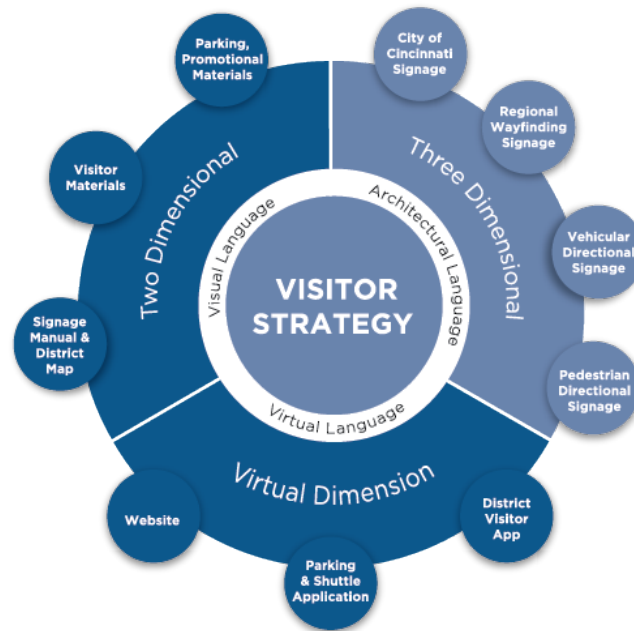 Parking,
Promotional
Materials
City of
Cincinnati
Signage
Regional
Wayfinding
Signage
Visitor
Materials
Two Dimensional
Three Dimensional
Visual Language
Architectural Language
Vehicular
Directional
Signage
VISITOR
STRATEGY
Signage
Manual &
District
Map
Pedestrian
Directional
Signage
Virtual Language
Virtual Dimension
Website
District
Visitor
App
Parking
& Shuttle
Application